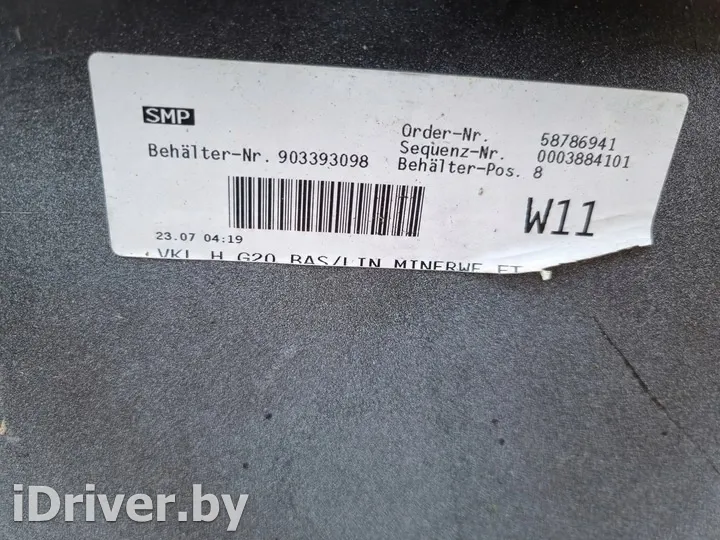 SMP
Order-Nr. 58786941
Sequenz-Nr. 0003884101
Behälter-Nr. 903393098 Behälter-Pos. 8
W11
23.07 04:19
VKL H G20 BAS/LIN MINERWE
iDriver.by